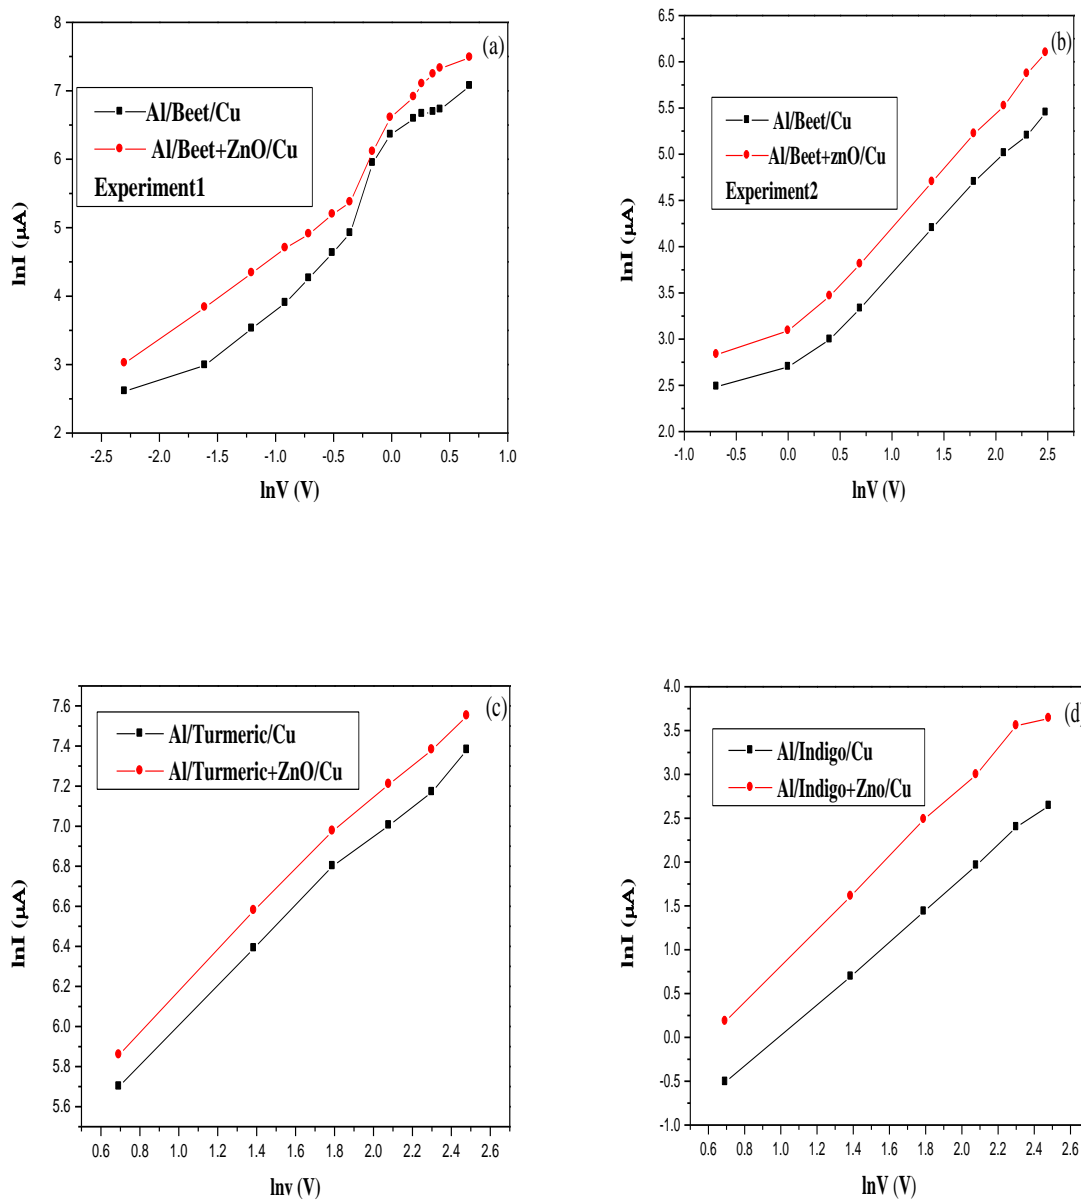 (a)
Al/Beet/Cu
Al/Beet+ZnO/Cu
Experiment1
8
7
6
5
4
3
2
-2.5 -2.0 -1.5 -1.0 -0.5 0.0 0.5 1.0
lnI (µA)
lnV (V)
(b)
Al/Beet/Cu
Al/Beet+znO/Cu
Experiment2
6.5
6.0
5.5
5.0
4.5
4.0
3.5
3.0
2.5
2.0
-1.0 -0.5 0.0 0.5 1.0 1.5 2.0 2.5
lnI (µA)
lnV (V)
(c)
Al/Turmeric/Cu
Al/Turmeric+ZnO/Cu
7.6
7.4
7.2
7.0
6.8
6.6
6.4
6.2
6.0
5.8
5.6
0.6 0.8 1.0 1.2 1.4 1.6 1.8 2.0 2.2 2.4 2.6
lnI (µA)
lnv (V)
(d)
Al/Indigo/Cu
Al/Indigo+Zno/Cu
4.0
3.5
3.0
2.5
2.0
1.5
1.0
0.5
0.0
-0.5
-1.0
0.6 0.8 1.0 1.2 1.4 1.6 1.8 2.0 2.2 2.4 2.6
lnI (µA)
lnV (V)